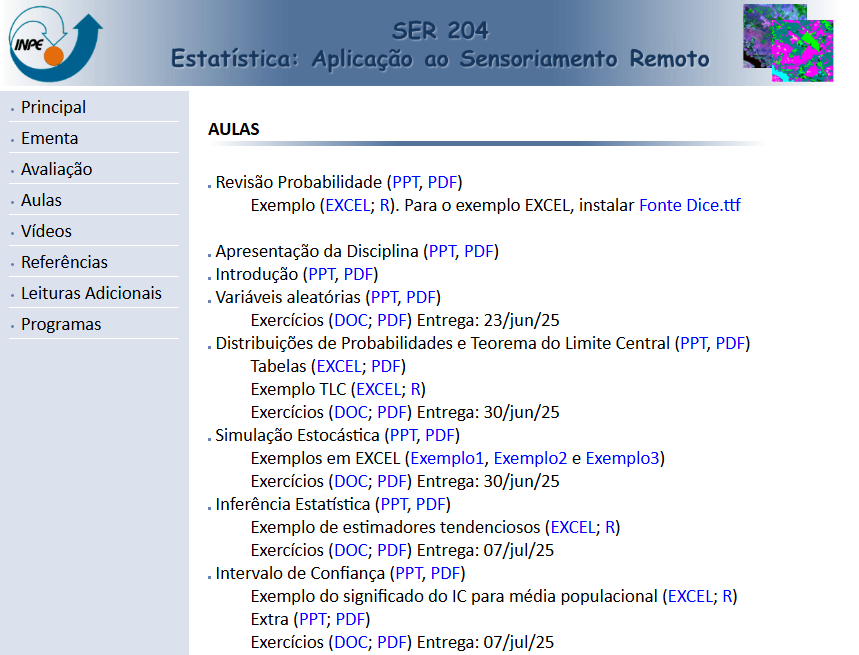 INPE
SER 204
Estatística: Aplicação ao Sensoriamento Remoto
Principal
Ementa
Avaliação
Aulas
Vídeos
Referências
Leituras Adicionais
Programas
AULAS
Revisão Probabilidade (PPT, PDF)
Exemplo (EXCEL; R). Para o exemplo EXCEL, instalar Fonte Dice.ttf
Apresentação da Disciplina (PPT, PDF)
Introdução (PPT, PDF)
Variáveis aleatórias (PPT, PDF)
Exercícios (DOC; PDF) Entrega: 23/jun/25
Distribuições de Probabilidades e Teorema do Limite Central (PPT, PDF)
Tabelas (EXCEL; PDF)
Exemplo TLC (EXCEL; R)
Exercícios (DOC; PDF) Entrega: 30/jun/25
Simulação Estocástica (PPT, PDF)
Exemplos em EXCEL (Exemplo1, Exemplo2 e Exemplo3)
Exercícios (DOC; PDF) Entrega: 30/jun/25
Inferência Estatística (PPT, PDF)
Exemplo de estimadores tendenciosos (EXCEL; R)
Exercícios (DOC; PDF) Entrega: 07/jul/25
Intervalo de Confiança (PPT, PDF)
Exemplo do significado do IC para média populacional (EXCEL; R)
Extra (PPT; PDF)
Exercícios (DOC; PDF) Entrega: 07/jul/25